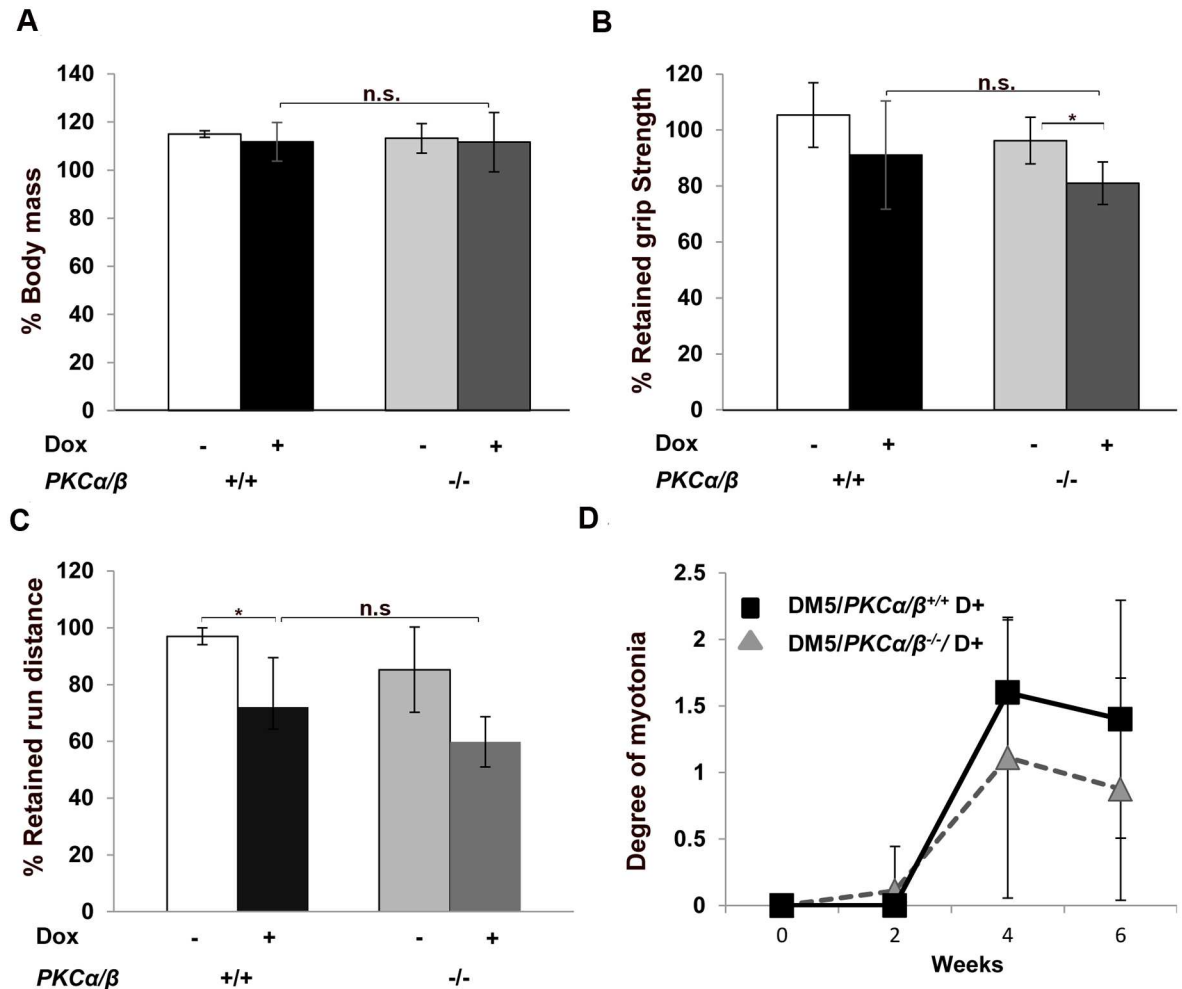 A
% Body mass
140
120
100
80
60
40
20
0
n.s.
Dox - + - +
PKCα/β +/+ -/-
B
% Retained grip Strength
120
100
80
60
40
20
0
n.s.
*
Dox - + - +
PKCα/β +/+ -/-
C
% Retained run distance
120
100
80
60
40
20
0
*
n.s
Dox - + - +
PKCα/β +/+ -/-
D
Degree of myotonia
2.5
2
1.5
1
0.5
0
DM5/PKCα/β+/+ D+
DM5/PKCα/β-/-/ D+
0 2 4 6
Weeks